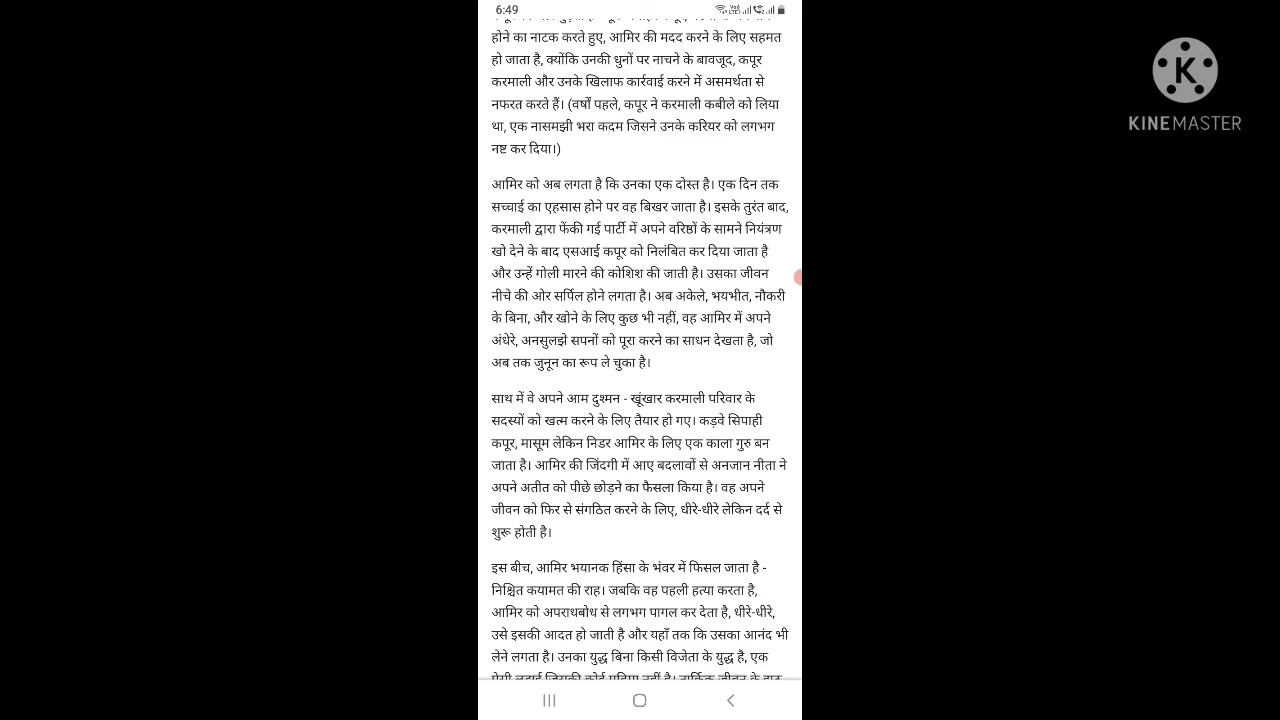 6:49
होने का नाटक करते हुए, आमिर की मदद करने के लिए सहमत
हो जाता है, क्योंकि उनकी धुनों पर नाचने के बावजूद, कपूर
करमाली और उनके खिलाफ कार्रवाई करने में असमर्थता से
नफरत करते हैं। (वर्षों पहले, कपूर ने करमाली कबीले को लिया
था, एक नासमझी भरा कदम जिसने उनके करियर को लगभग
नष्ट कर दिया।)
आमिर को अब लगता है कि उनका एक दोस्त है। एक दिन तक
सच्चाई का एहसास होने पर वह बिखर जाता है। इसके तुरंत बाद,
करमाली द्वारा फेंकी गई पार्टी में अपने वरिष्ठों के सामने नियंत्रण
खो देने के बाद एसआई कपूर को निलंबित कर दिया जाता है
और उन्हें गोली मारने की कोशिश की जाती है। उसका जीवन
नीचे की ओर सर्पिल होने लगता है। अब अकेले, भयभीत, नौकरी
के बिना, और खोने के लिए कुछ भी नहीं, वह आमिर में अपने
अंधेरे, अनसुलझे सपनों को पूरा करने का साधन देखता है, जो
अब तक जुनून का रूप ले चुका है।
साथ में वे अपने आम दुश्मन - खूंखार करमाली परिवार के
सदस्यों को खत्म करने के लिए तैयार हो गए। कड़वे सिपाही
कपूर, मासूम लेकिन निडर आमिर के लिए एक काला गुरु बन
जाता है। आमिर की जिंदगी में आए बदलावों से अनजान नीता ने
अपने अतीत को पीछे छोड़ने का फैसला किया है। वह अपने
जीवन को फिर से संगठित करने के लिए, धीरे-धीरे लेकिन दर्द से
शुरू होती है।
इस बीच, आमिर भयानक हिंसा के भंवर में फिसल जाता है -
निश्चित कयामत की राह। जबकि वह पहली हत्या करता है,
आमिर को अपराधबोध से लगभग पागल कर देता है, धीरे-धीरे,
उसे इसकी आदत हो जाती है और यहाँ तक कि उसका आनंद भी
लेने लगता है। उनका युद्ध बिना किसी विजेता के युद्ध है, एक
K
KINEMASTER